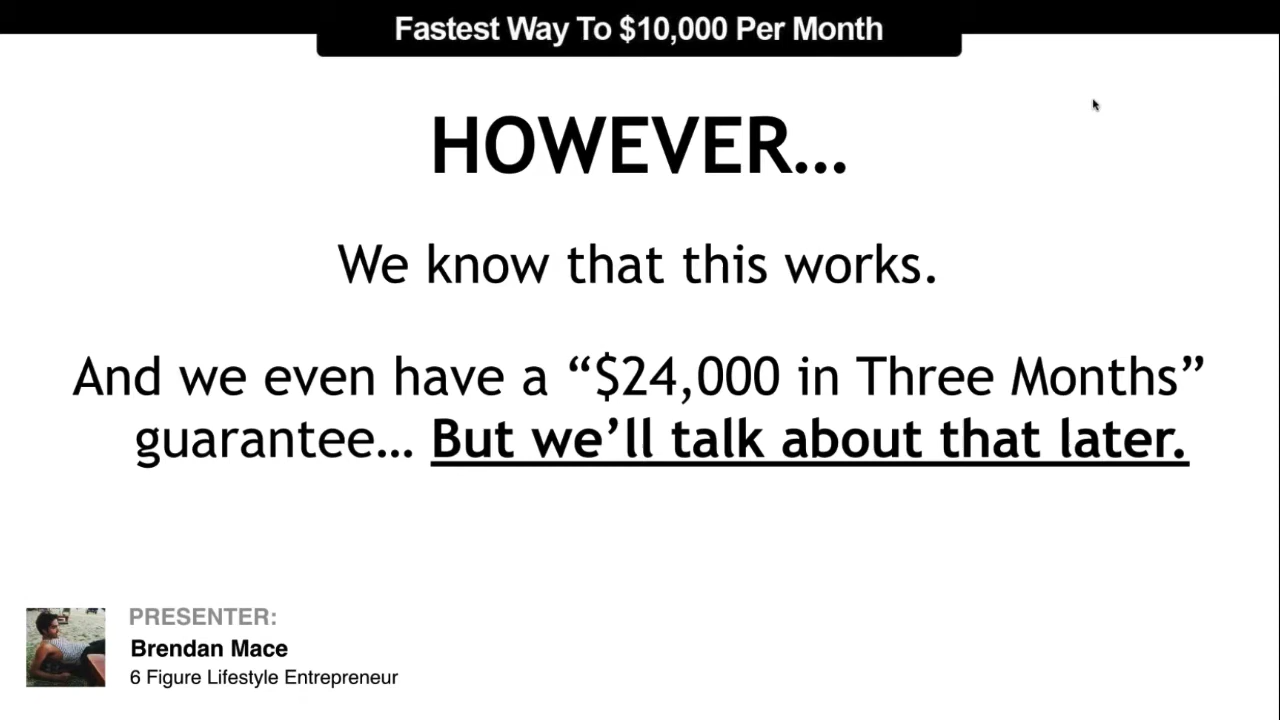 Fastest Way To $10,000 Per Month
HOWEVER...
We know that this works.
And we even have a “$24,000 in Three Months”
guarantee... But we’ll talk about that later.
PRESENTER:
Brendan Mace
6 Figure Lifestyle Entrepreneur